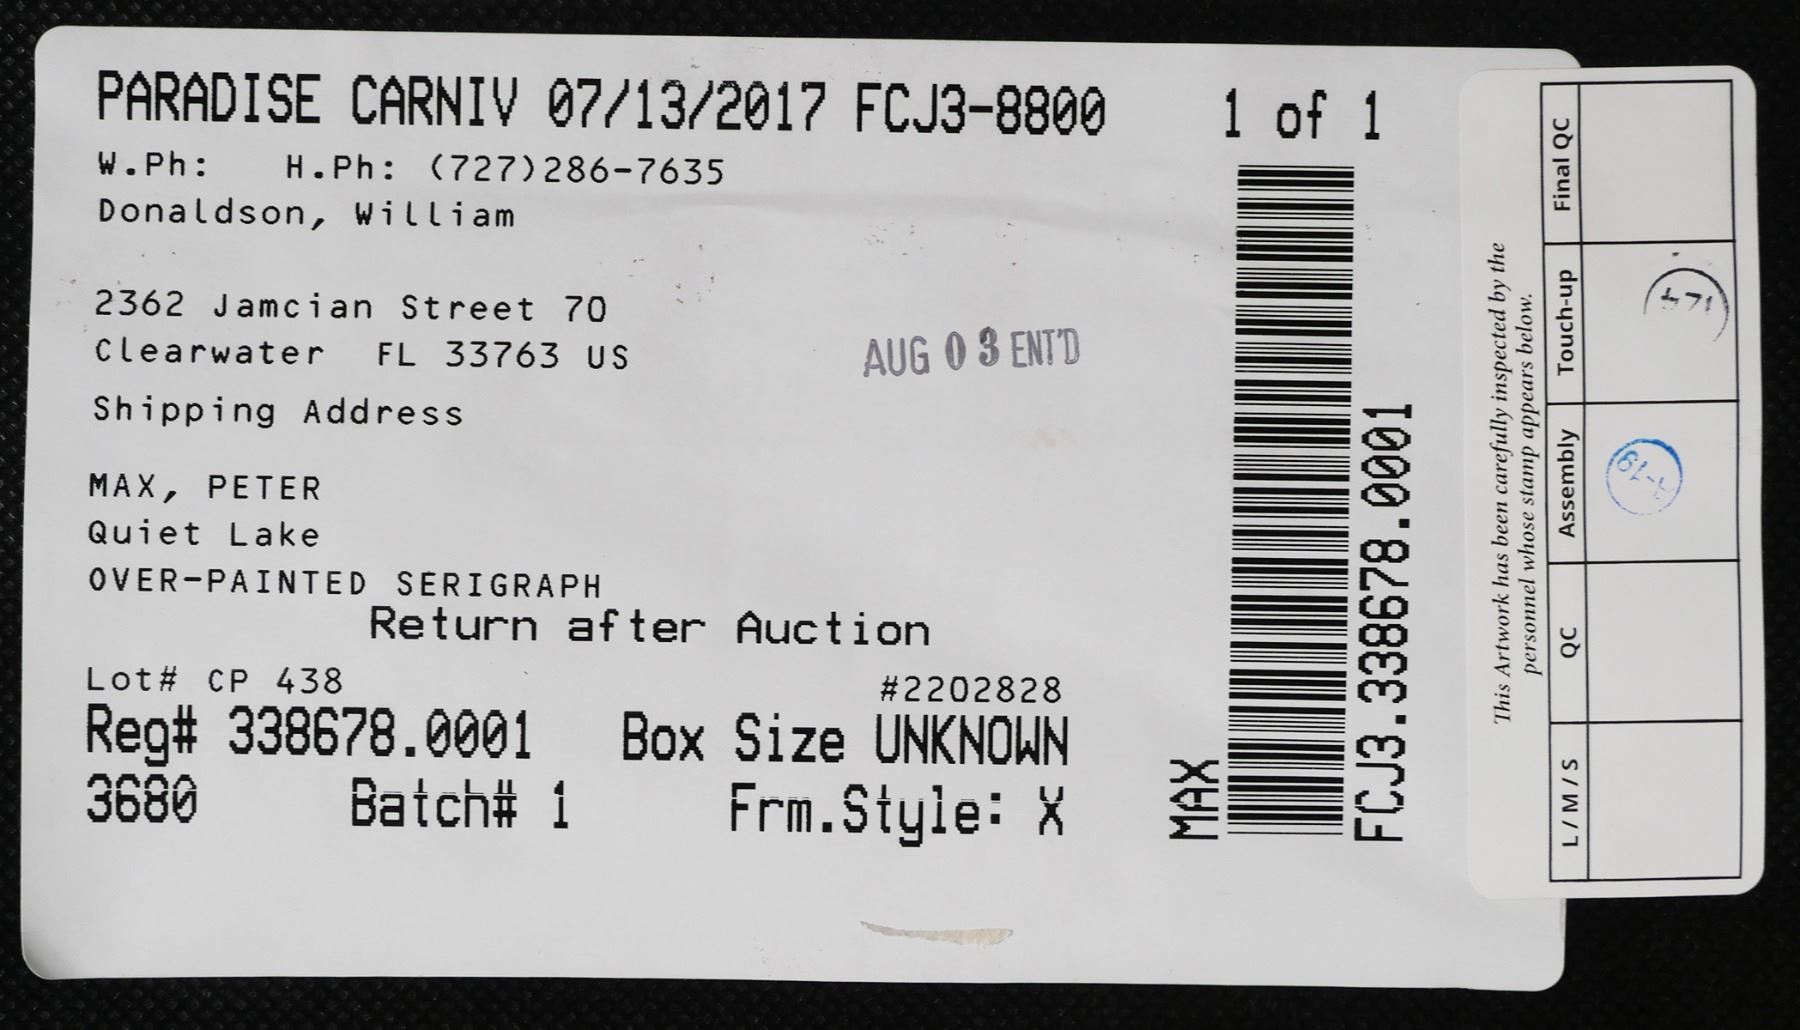 PARADISE CARNIV 07/13/2017 FCJ3-8800 1 of 1
W.Ph: H.Ph: (727)286-7635
Donaldson, William
2362 Jamcian Street 70
Clearwater FL 33763 US
AUG 03 ENT'D
Shipping Address
MAX, PETER
Quiet Lake
OVER-PAINTED SERIGRAPH
Return after Auction
Lot# CP 438 #2202828
Reg# 338678.0001 Box Size UNKNOWN
3680 Batch# 1 Frm.Style: X
MAX
FCJ3.338678.0001
This Artwork has been carefully inspected by the
personnel whose stamp appears below.
L / M / S QC Assembly Touch-up Final QC